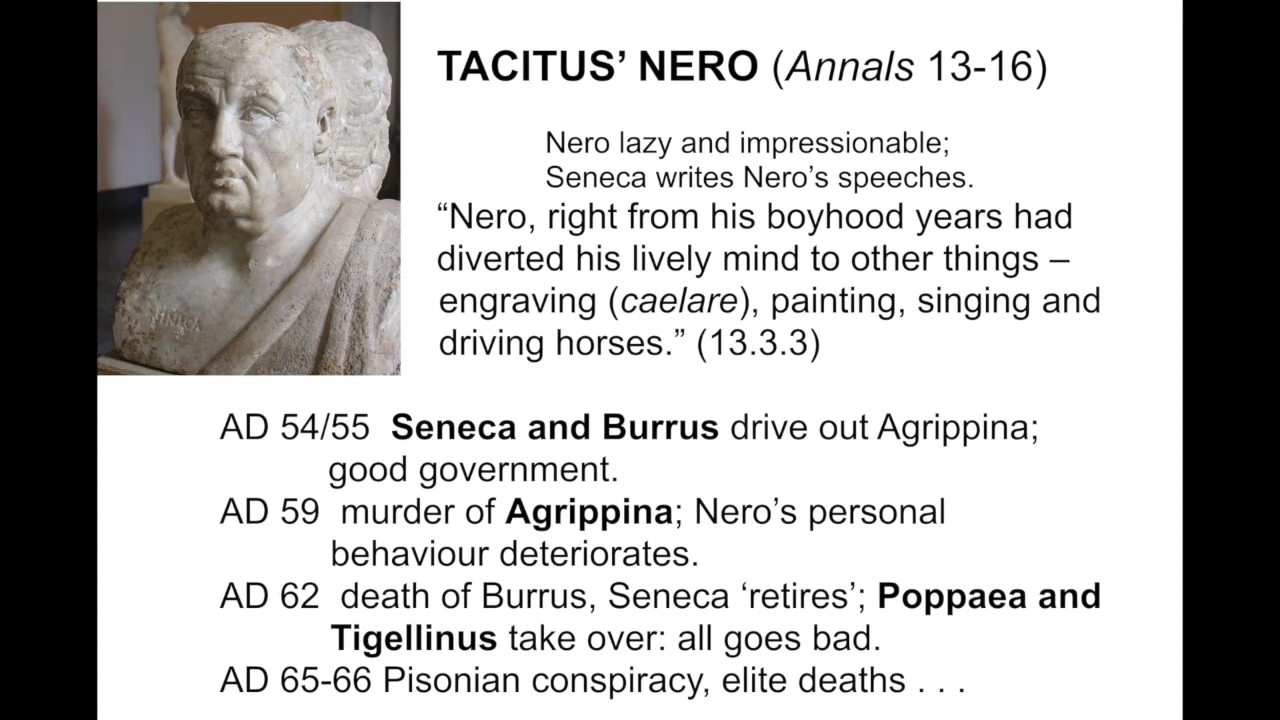 TACITUS’ NERO (Annals 13-16)
Nero lazy and impressionable;
Seneca writes Nero’s speeches.
“Nero, right from his boyhood years had
diverted his lively mind to other things –
engraving (caelare), painting, singing and
driving horses.” (13.3.3)
SENECA
AD 54/55 Seneca and Burrus drive out Agrippina;
good government.
AD 59 murder of Agrippina; Nero’s personal
behaviour deteriorates.
AD 62 death of Burrus, Seneca ‘retires’; Poppaea and
Tigellinus take over: all goes bad.
AD 65-66 Pisonian conspiracy, elite deaths . . .